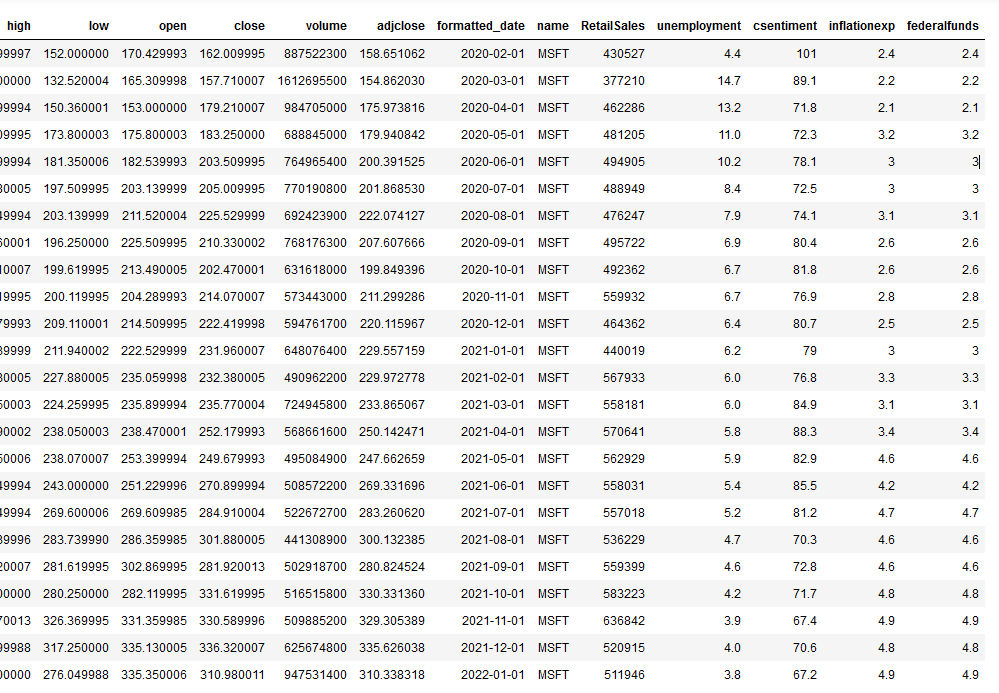 high low open close volume adjclose formatted_date name RetailSales unemployment csentiment inflationexp federalfunds
99997 152.000000 170.429993 162.009995 887522300 158.651062 2020-02-01 MSFT 430527 4.4 101 2.4 2.4
00000 132.520004 165.309998 157.710007 1612695500 154.862030 2020-03-01 MSFT 377210 14.7 89.1 2.2 2.2
99994 150.360001 153.000000 179.210007 984705000 175.973816 2020-04-01 MSFT 462286 13.2 71.8 2.1 2.1
09995 173.800003 175.800003 183.250000 688845000 179.940842 2020-05-01 MSFT 481205 11.0 72.3 3.2 3.2
99994 181.350006 182.539993 203.509995 764965400 200.391525 2020-06-01 MSFT 494905 10.2 78.1 3 3
30005 197.509995 203.139999 205.009995 770190800 201.868530 2020-07-01 MSFT 488949 8.4 72.5 3 3
49994 203.139999 211.520004 225.529999 692423900 222.074127 2020-08-01 MSFT 476247 7.9 74.1 3.1 3.1
60001 196.250000 225.509995 210.330002 768176300 207.607666 2020-09-01 MSFT 495722 6.9 80.4 2.6 2.6
10007 199.619995 213.490005 202.470001 631618000 199.849396 2020-10-01 MSFT 492362 6.7 81.8 2.6 2.6
19995 200.119995 204.289993 214.070007 573443000 211.299286 2020-11-01 MSFT 559932 6.7 76.9 2.8 2.8
79993 209.110001 214.509995 222.419998 594761700 220.115967 2020-12-01 MSFT 464362 6.4 80.7 2.5 2.5
39999 211.940002 222.529999 231.960007 648076400 229.557159 2021-01-01 MSFT 440019 6.2 79 3 3
30005 227.880005 235.059998 232.380005 490962200 229.972778 2021-02-01 MSFT 567933 6.0 76.8 3.3 3.3
50003 224.259995 235.899994 235.770004 724945800 233.865067 2021-03-01 MSFT 558181 6.0 84.9 3.1 3.1
90002 238.050003 238.470001 252.179993 568661600 250.142471 2021-04-01 MSFT 570641 5.8 88.3 3.4 3.4
50006 238.070007 253.399994 249.679993 495084900 247.662659 2021-05-01 MSFT 562929 5.9 82.9 4.6 4.6
49994 243.000000 251.229996 270.899994 508572200 269.331696 2021-06-01 MSFT 558031 5.4 85.5 4.2 4.2
49994 269.600006 269.609985 284.910004 522672700 283.260620 2021-07-01 MSFT 557018 5.2 81.2 4.7 4.7
39996 283.739990 286.359985 301.880005 441308900 300.132385 2021-08-01 MSFT 536229 4.7 70.3 4.6 4.6
20007 281.619995 302.869995 281.920013 502918700 280.824524 2021-09-01 MSFT 559399 4.6 72.8 4.6 4.6
00000 280.250000 282.119995 331.619995 516515800 330.331360 2021-10-01 MSFT 583223 4.2 71.7 4.8 4.8
70013 326.369995 331.359985 330.589996 509885200 329.305389 2021-11-01 MSFT 636842 3.9 67.4 4.9 4.9
99988 317.250000 335.130005 336.320007 625674800 335.626038 2021-12-01 MSFT 520915 4.0 70.6 4.8 4.8
00000 276.049988 335.350006 310.980011 947531400 310.338318 2022-01-01 MSFT 511946 3.8 67.2 4.9 4.9